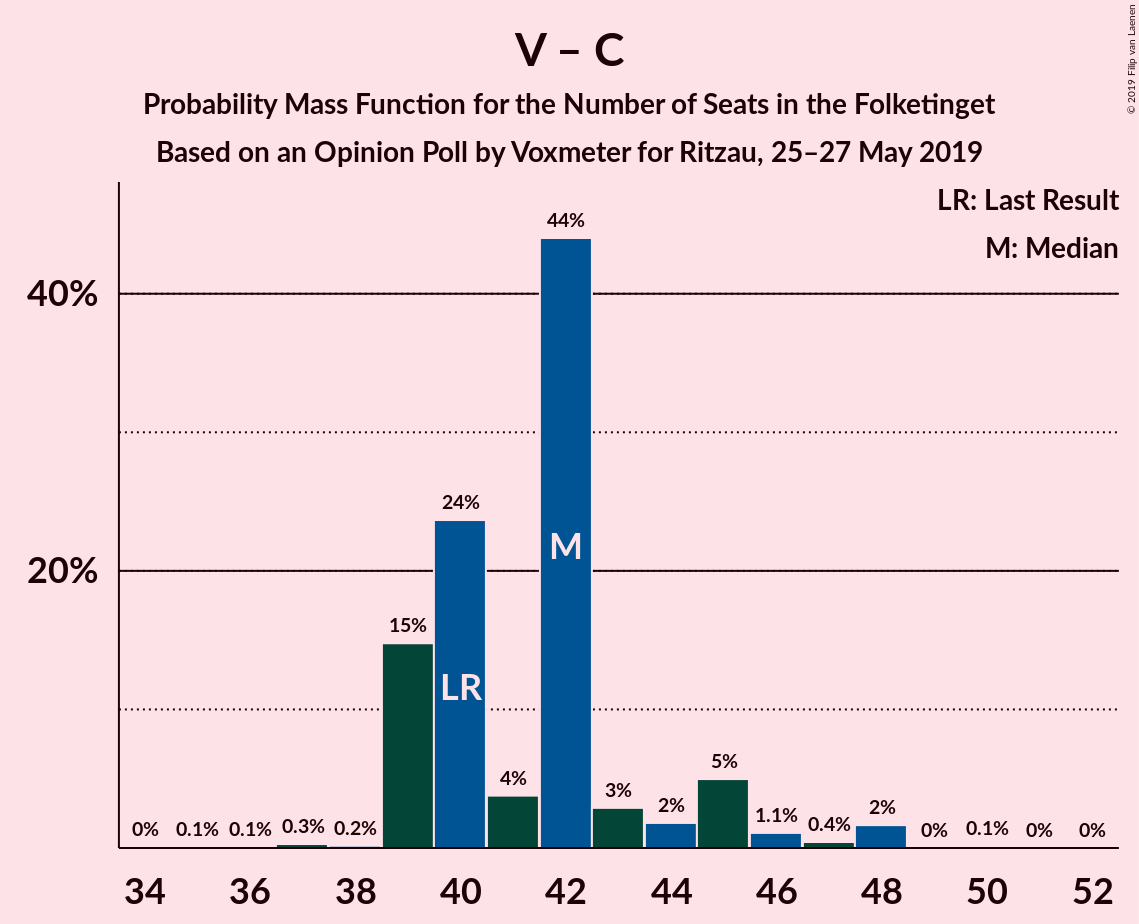 V – C
Probability Mass Function for the Number of Seats in the Folketinget
Based on an Opinion Poll by Voxmeter for Ritzau, 25–27 May 2019
© 2019 Filip van Laenen
LR: Last Result
M: Median
40%
20%
0%
0.1%
0.1%
0.3%
0.2%
15%
24%
4%
44%
3%
2%
5%
1.1%
0.4%
2%
0%
0.1%
0%
0%
LR
M
34 36 38 40 42 44 46 48 50 52